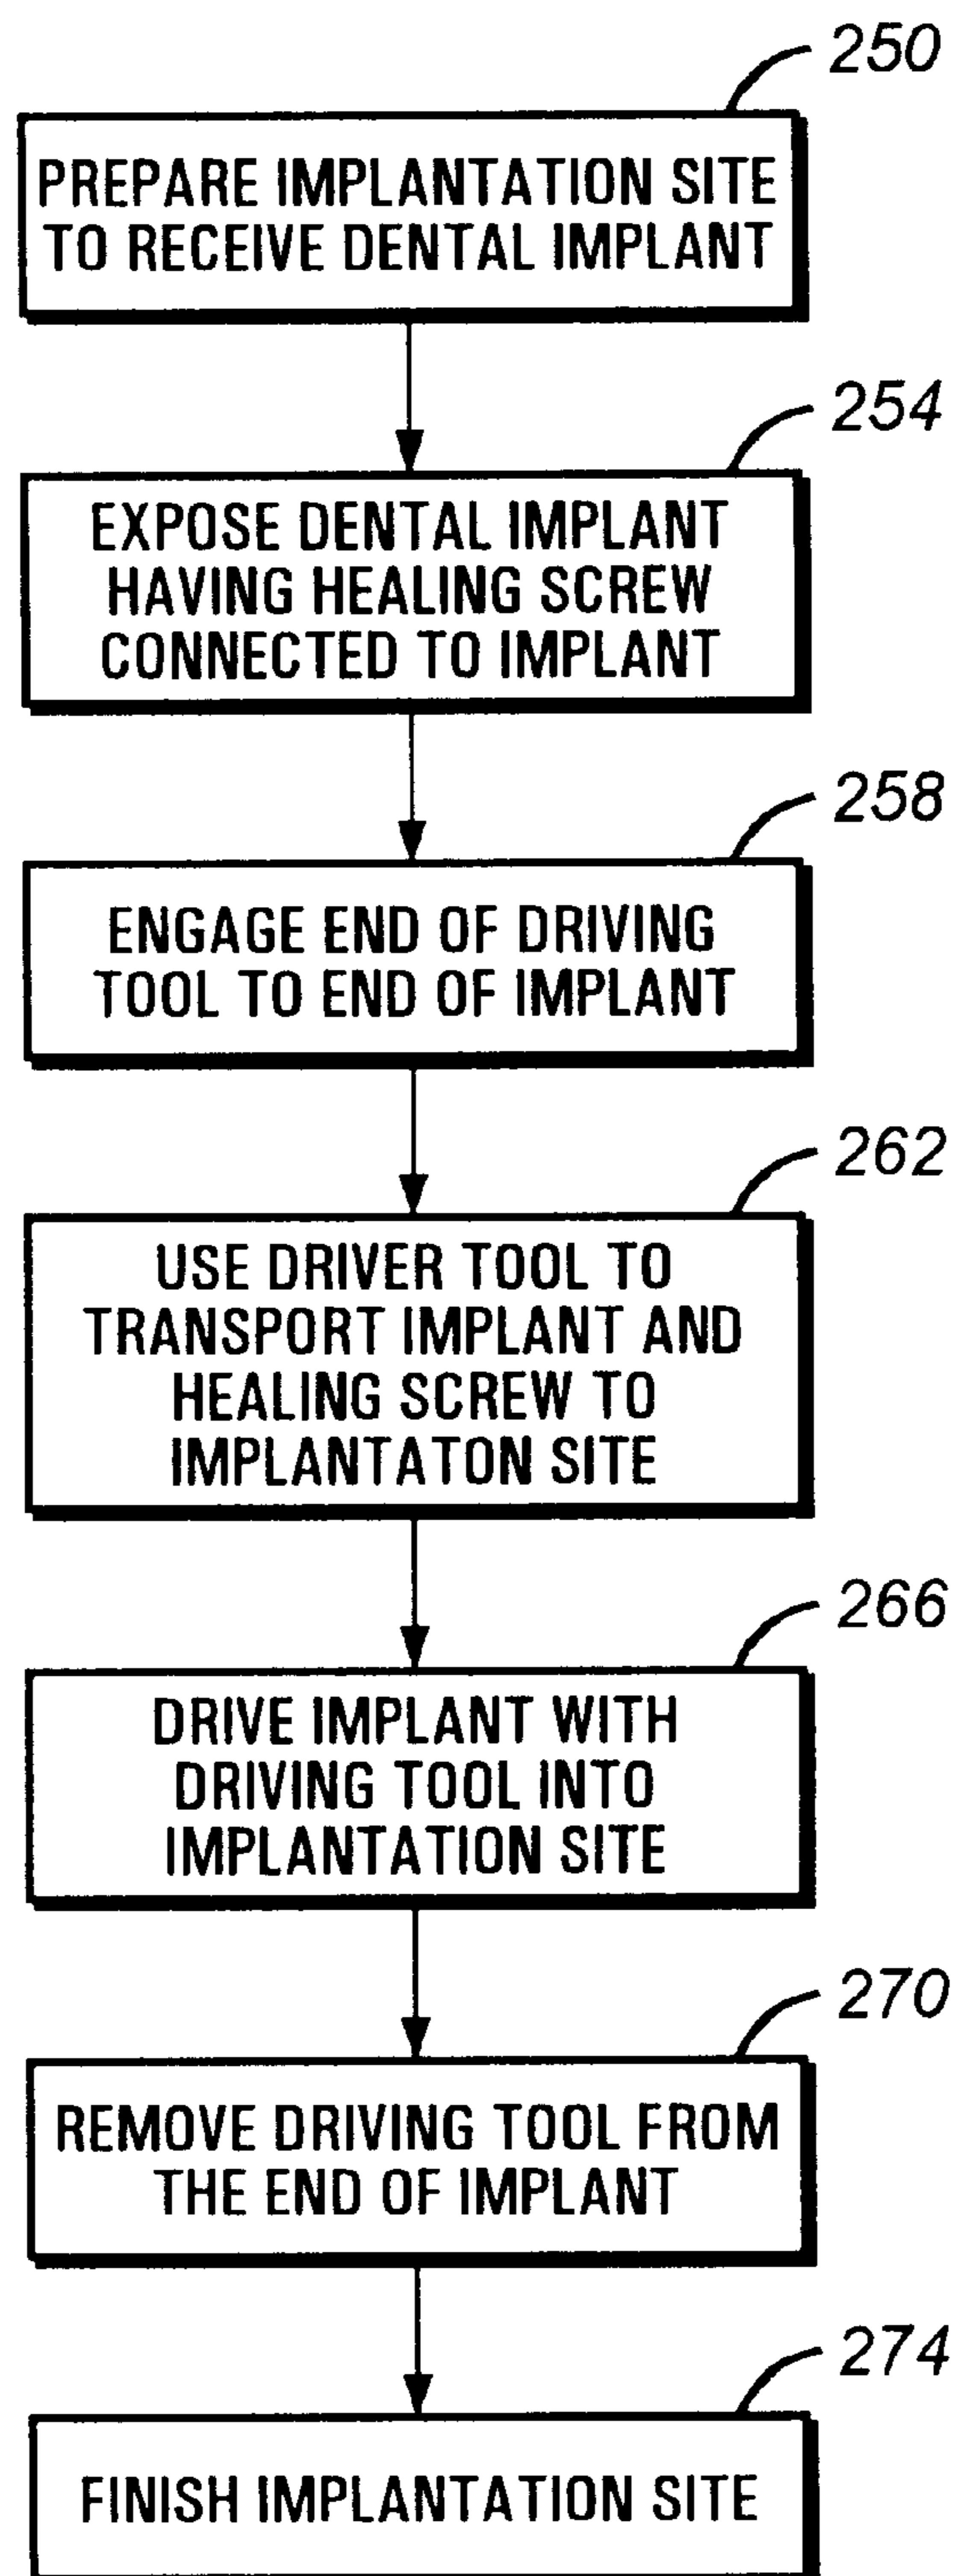 250
PREPARE IMPLANTATION SITE
TO RECEIVE DENTAL IMPLANT
254
EXPOSE DENTAL IMPLANT
HAVING HEALING SCREW
CONNECTED TO IMPLANT
258
ENGAGE END OF DRIVING
TOOL TO END OF IMPLANT
262
USE DRIVER TOOL TO
TRANSPORT IMPLANT AND
HEALING SCREW TO
IMPLANTATON SITE
266
DRIVE IMPLANT WITH
DRIVING TOOL INTO
IMPLANTATION SITE
270
REMOVE DRIVING TOOL FROM
THE END OF IMPLANT
274
FINISH IMPLANTATION SITE